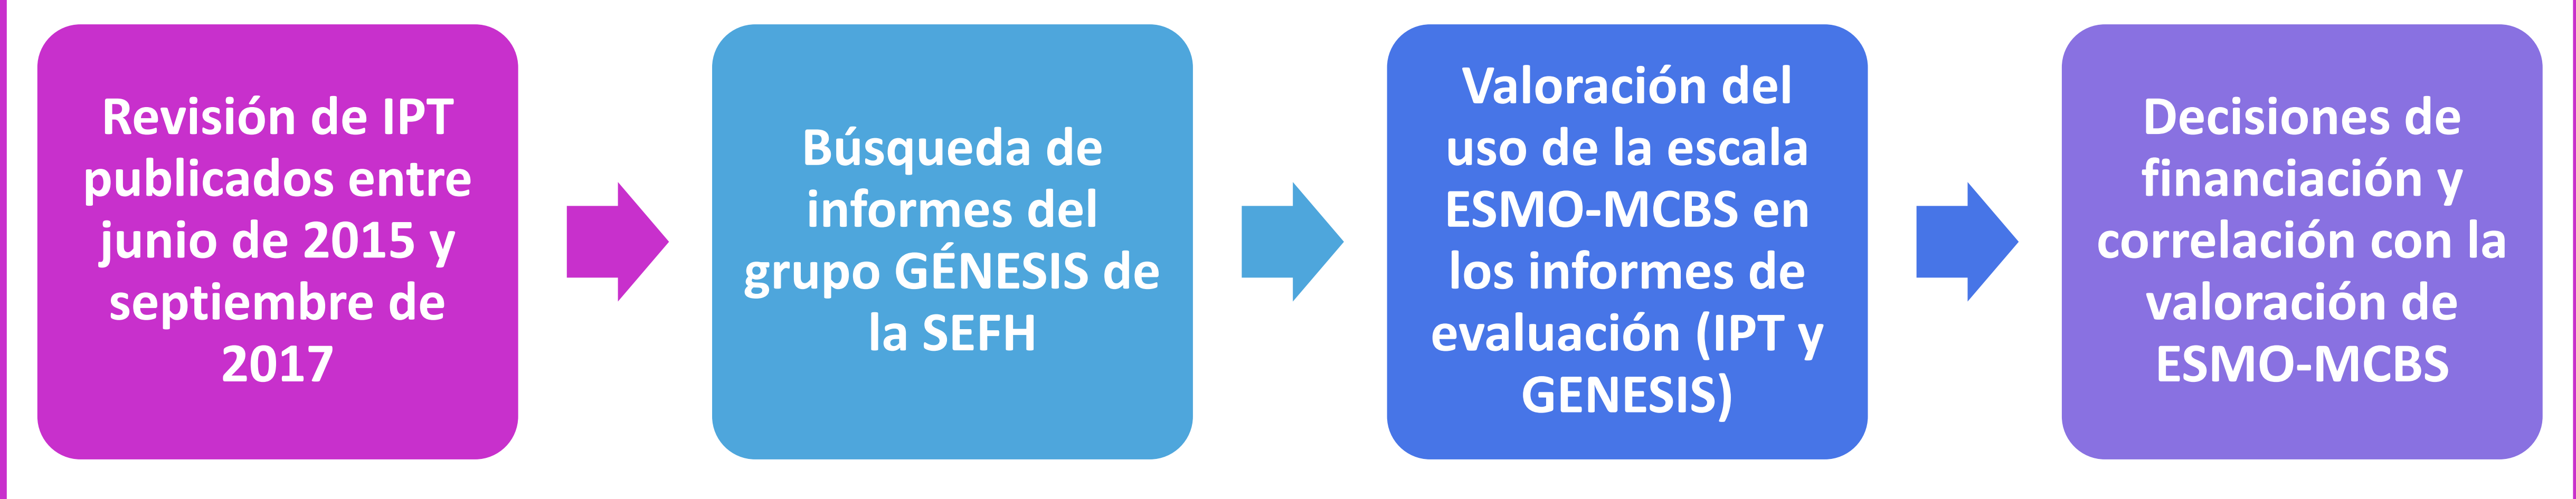 Revisión de IPT
publicados entre
junio de 2015 y
septiembre de
2017
Búsqueda de
informes del
grupo GÉNESIS de
la SEFH
Valoración del
uso de la escala
ESMO-MCBS en
los informes de
evaluación (IPT y
GENESIS)
Decisiones de
financiación y
correlación con la
valoración de
ESMO-MCBS